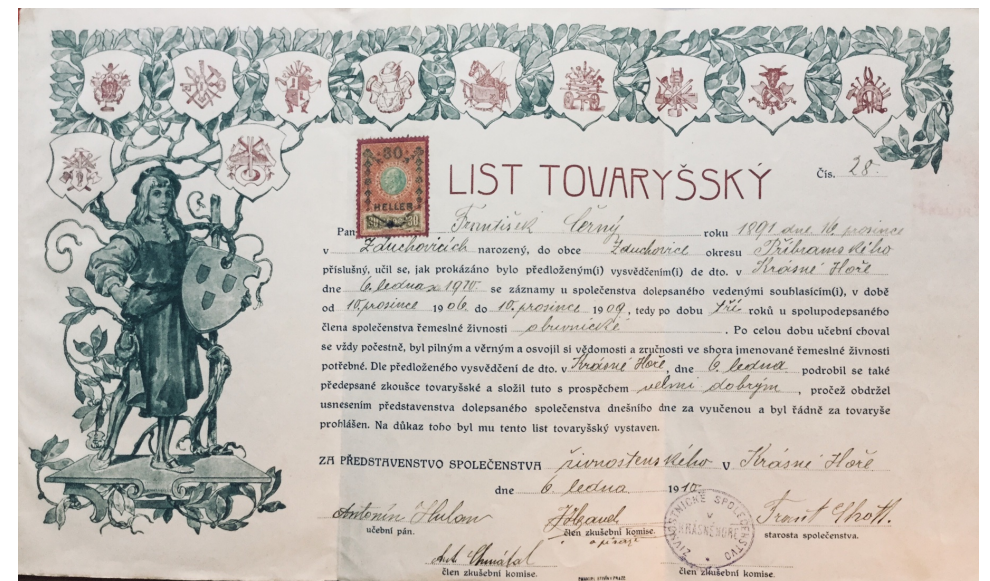 LIST TOVARYŠSKÝ
Čís. 28.
30
HELLER
Pan František Černý roku 1891 dne 16 prosince
v Zduchovicích narozený, do obce Zduchovice okresu Příbramského
příslušný, učil se, jak prokázáno bylo předloženým(i) vysvědčením(i) de dto. v Krásné Hoře
dne 6. ledna 1910. se záznamy u společenstva dolepsaného vedenými souhlasícím(i), v době
od 10 prosince 1906. do 10. prosince 1909, tedy po dobu tří roků u spolupodepsaného
člena společenstva řemeslné živnosti obuvnické. Po celou dobu učební choval
se vždy počestně, byl pilným a věrným a osvojil si vědomosti a zručnosti ve shora jmenované řemeslné živnosti
potřebné. Dle předloženého vysvědčení de dto. v Krásné Hoře, dne 6. ledna podrobil se také
předepsané zkoušce tovaryšské a složil tuto s prospěchem velmi dobrým, pročež obdržel
usnesením představenstva dolepsaného společenstva dnešního dne za vyučenou a byl řádně za tovaryše
prohlášen. Na důkaz toho byl mu tento list tovaryšský vystaven.
ZA PŘEDSTAVENSTVO SPOLEČENSTVA živnostenského v Krásné Hoře
dne 6. ledna 1910.
Antonín Hulan
učební pán.
člen zkušební komise.
ŽIVNOSTENSKÉ SPOLEČENSTVO
V
KRÁSNÉHOŘE
starosta společenstva.
Ant. Chmátal
člen zkušební komise.
člen zkušební komise.